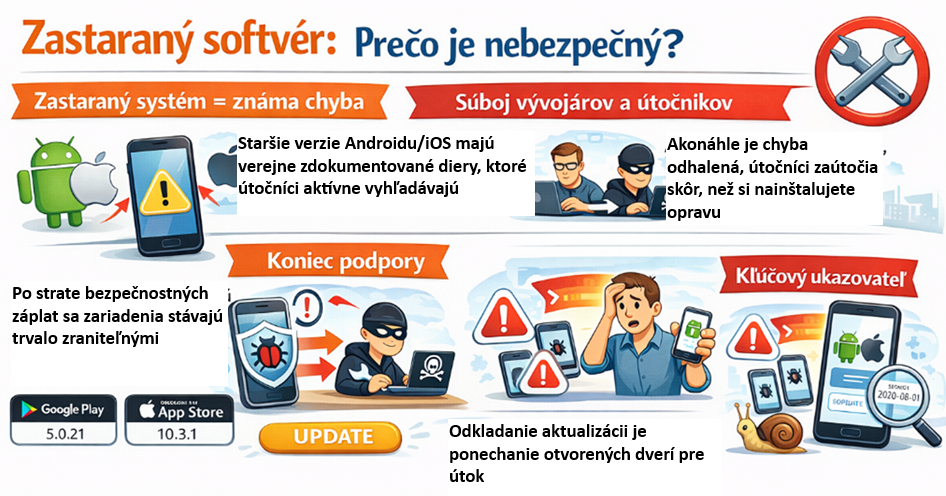 Zastaraný softvér: Prečo je nebezpečný?
Zastaraný systém = známa chyba
Staršie verzie Androidu/iOS majú
verejne zdokumentované diery, ktoré
útočníci aktívne vyhľadávajú
Súboj vývojárov a útočnikov
Akonáhle je chyba
odhalená, útočníci zaútočia
skôr, než si nainštalujete
opravu
Koniec podpory
Po strate bezpečnostných
záplat sa zariadenia stávajú
trvalo zraniteľnými
Google Play
5.0.21
App Store
10.3.1
UPDATE
Odkladanie aktualizácii je
ponechanie otvorených dverí pre
útok
Kľúčový ukazovateľ
2020-08-01